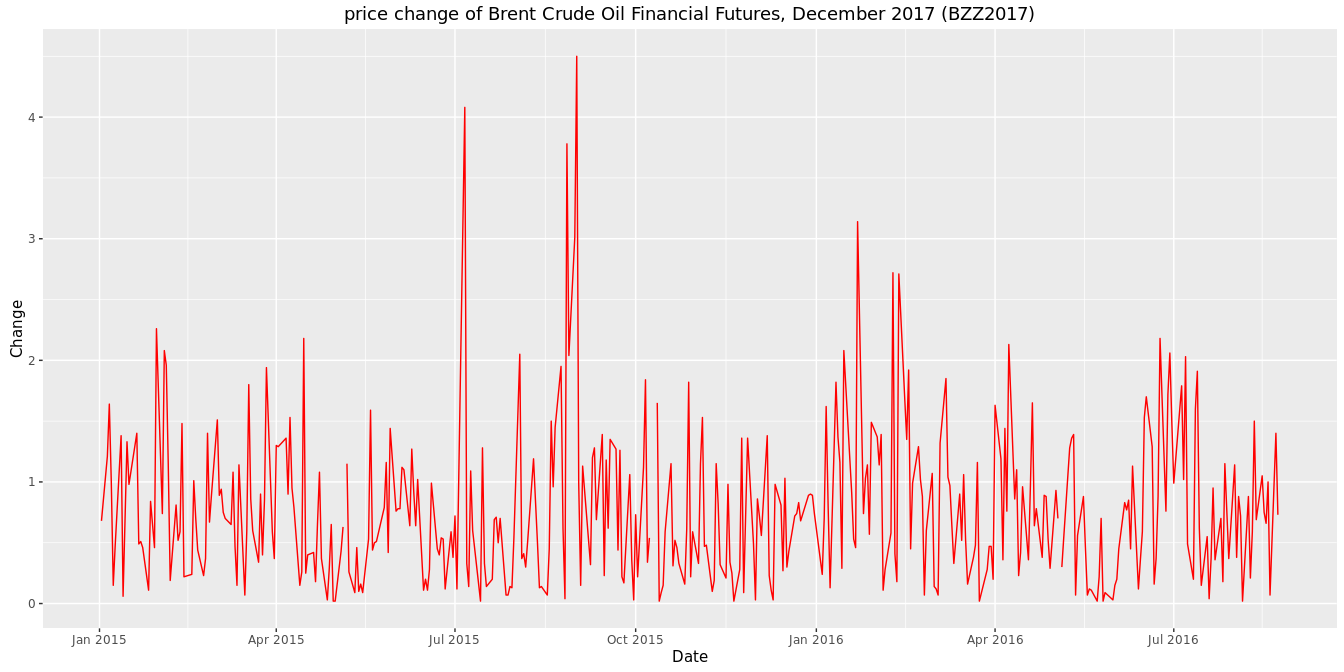 price change of Brent Crude Oil Financial Futures, December 2017 (BZZ2017)
Change
4
3
2
1
0
Jan 2015 Apr 2015 Jul 2015 Oct 2015 Jan 2016 Apr 2016 Jul 2016
Date